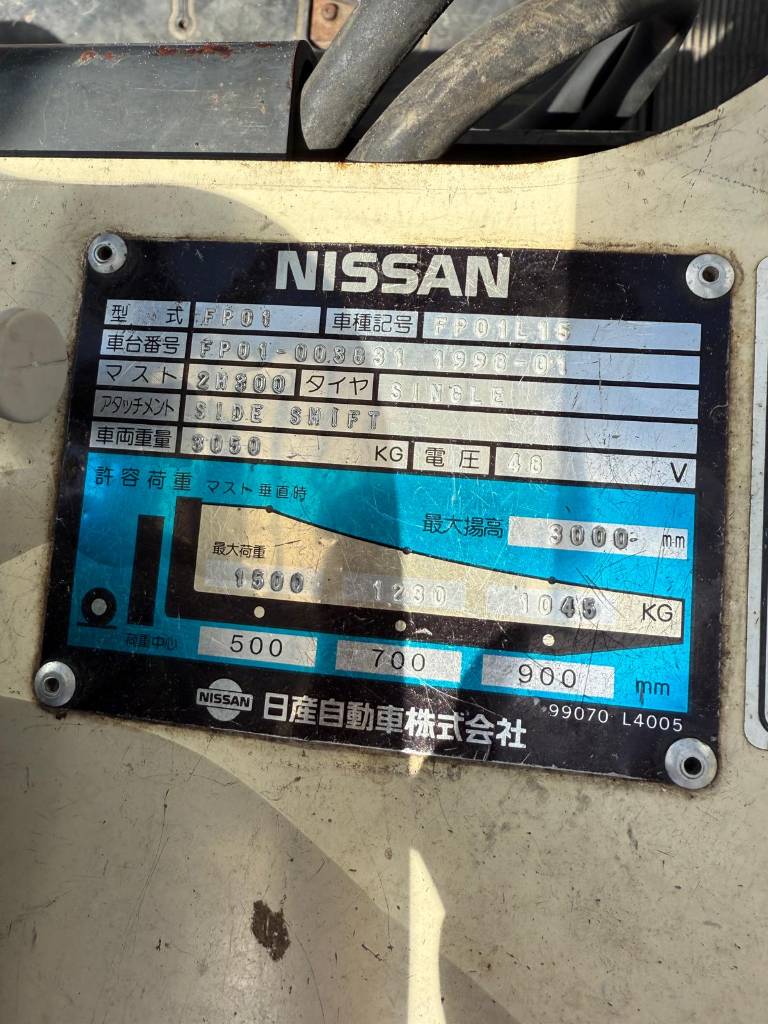 NISSAN
型式 FP01 車種記号 FP01L15
車台番号 FP01-003631 1998-01
マスト 2M300 タイヤ SINGLE
アタッチメント SIDE SHIFT
車両重量 3050 KG 電圧 48 V
許容荷重 マスト垂直時
最大揚高 3000 mm
最大荷重
1500 1230 1045 KG
荷重中心 500 700 900 mm
NISSAN 日産自動車株式会社 99070 L4005